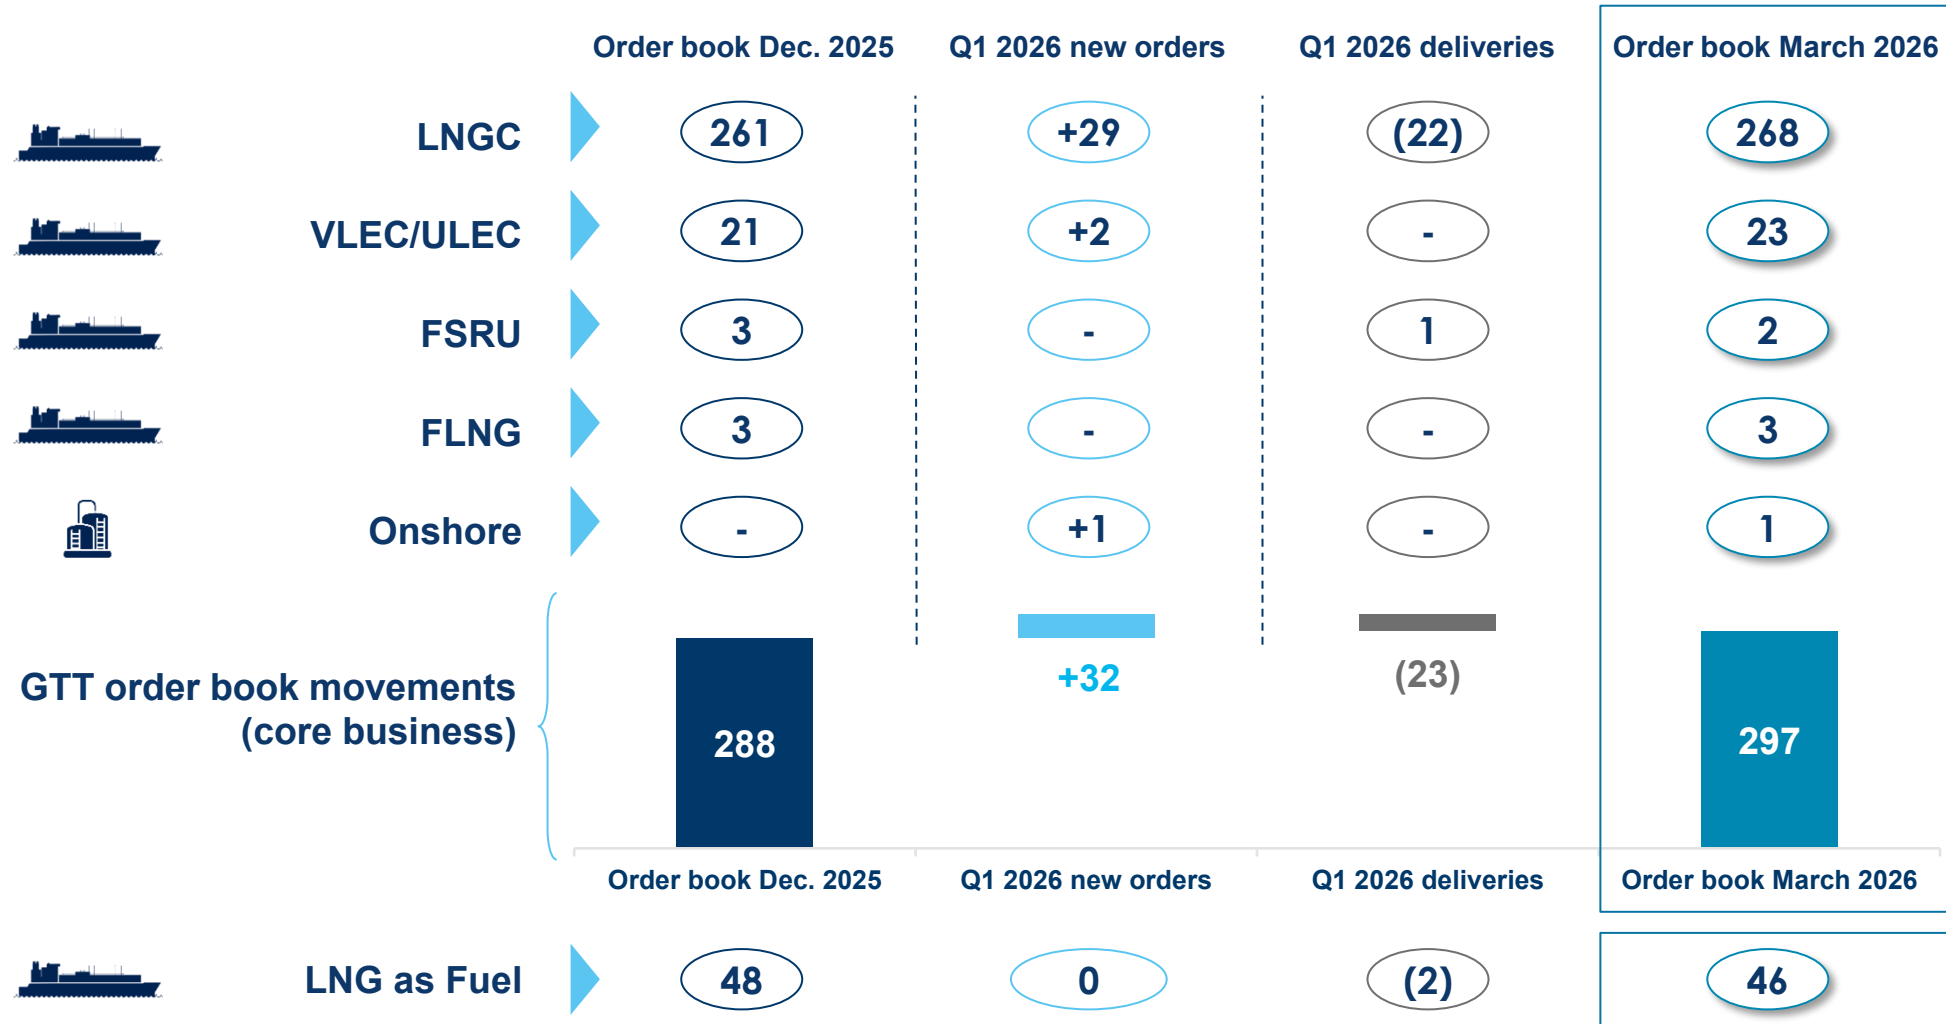 Order book Dec. 2025 Q1 2026 new orders Q1 2026 deliveries Order book March 2026
LNGC 261 +29 (22) 268
VLEC/ULEC 21 +2 - 23
FSRU 3 - 1 2
FLNG 3 - - 3
Onshore - +1 - 1
GTT order book movements
(core business)
288 +32 (23) 297
Order book Dec. 2025 Q1 2026 new orders Q1 2026 deliveries Order book March 2026
LNG as Fuel 48 0 (2) 46